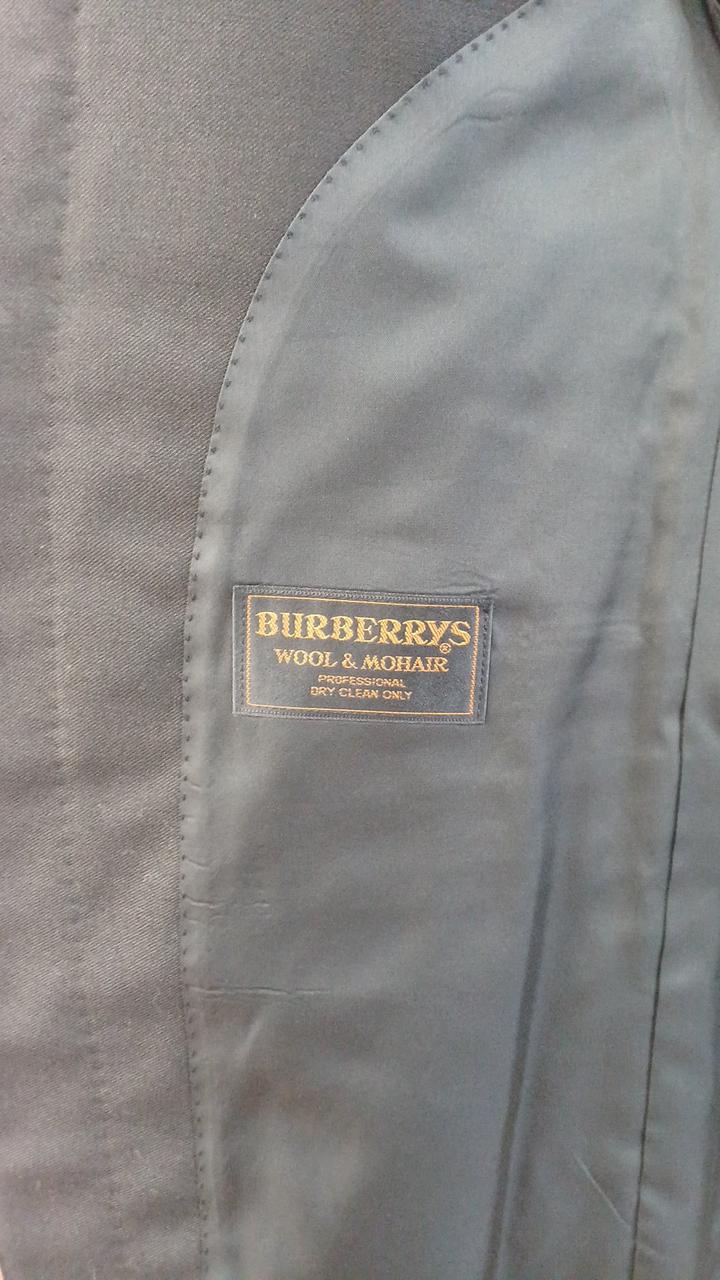 BURBERRYS®
WOOL & MOHAIR
PROFESSIONAL
DRY CLEAN ONLY